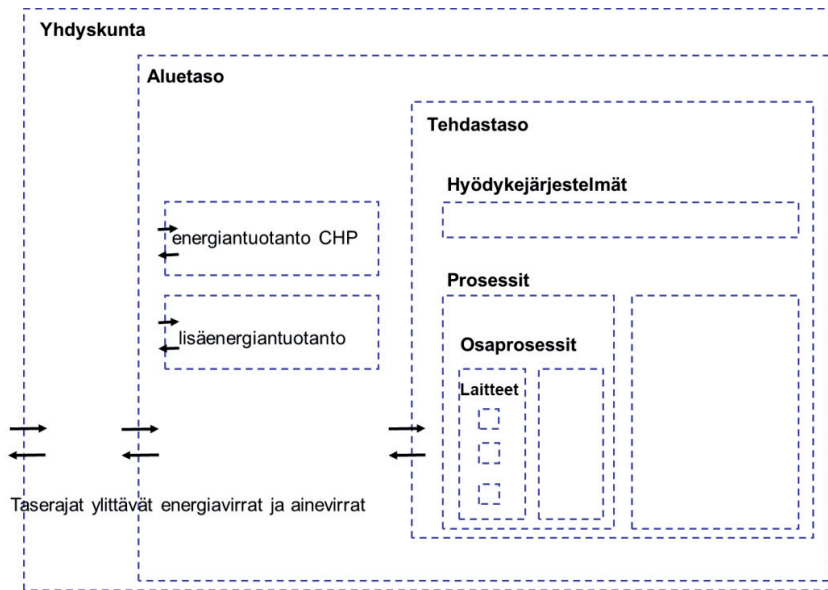 Yhdyskunta
Aluetaso
Tehdastaso
Hyödykejärjestelmät
energiantuotanto CHP
Prosessit
lisäenergiantuotanto
Osaprosessit
Laitteet
Taserajat ylittävät energiavirrat ja ainevirrat